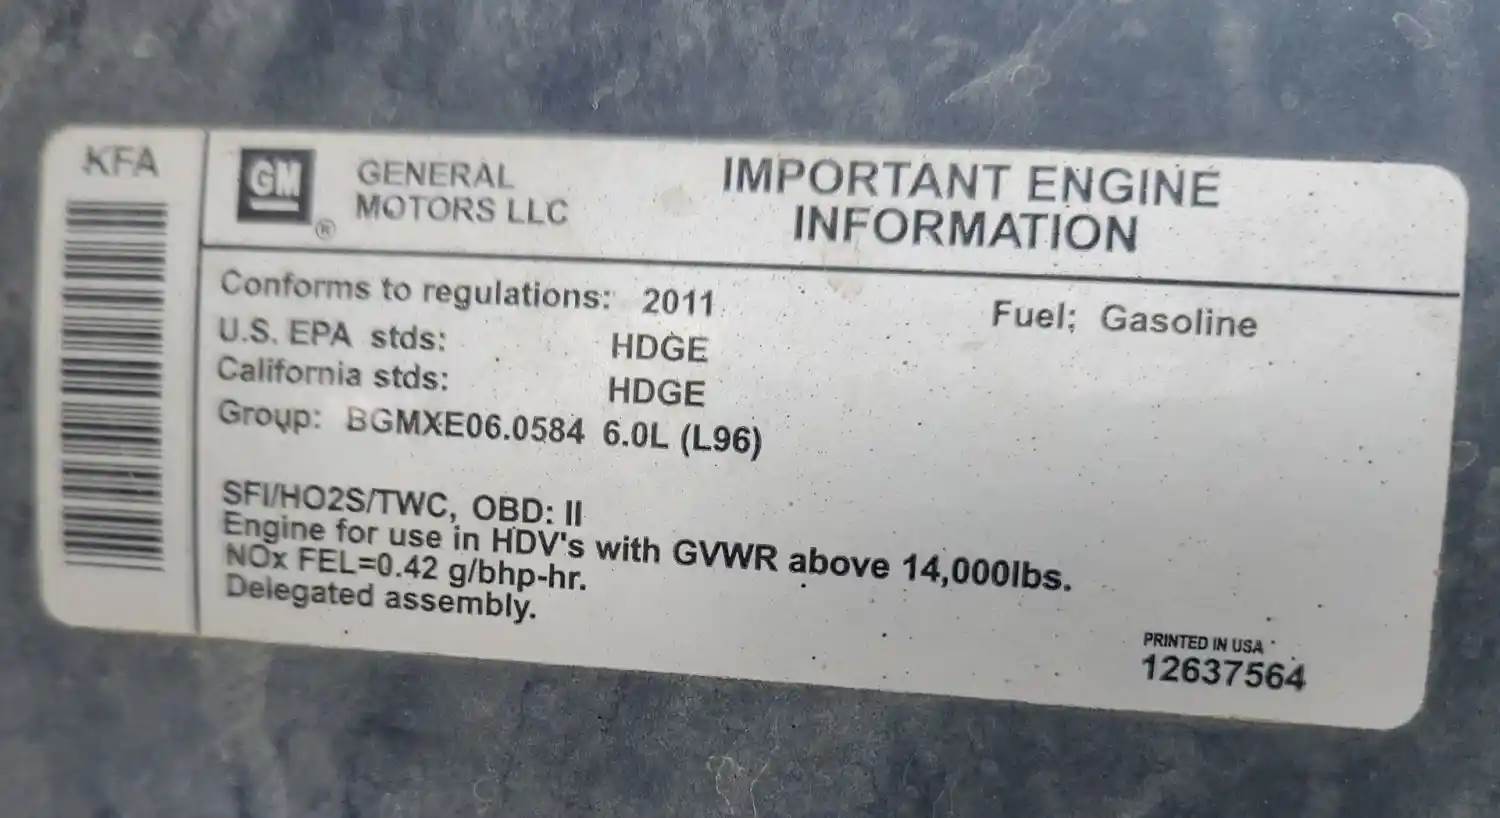 KFA
GM
®
GENERAL
MOTORS LLC
IMPORTANT ENGINE
INFORMATION
Conforms to regulations: 2011
Fuel: Gasoline
U.S. EPA stds: HDGE
California stds: HDGE
Group: BGMXE06.0584 6.0L (L96)
SFI/HO2S/TWC, OBD: II
Engine for use in HDV's with GVWR above 14,000lbs.
NOx FEL=0.42 g/bhp-hr.
Delegated assembly.
PRINTED IN USA
12637564